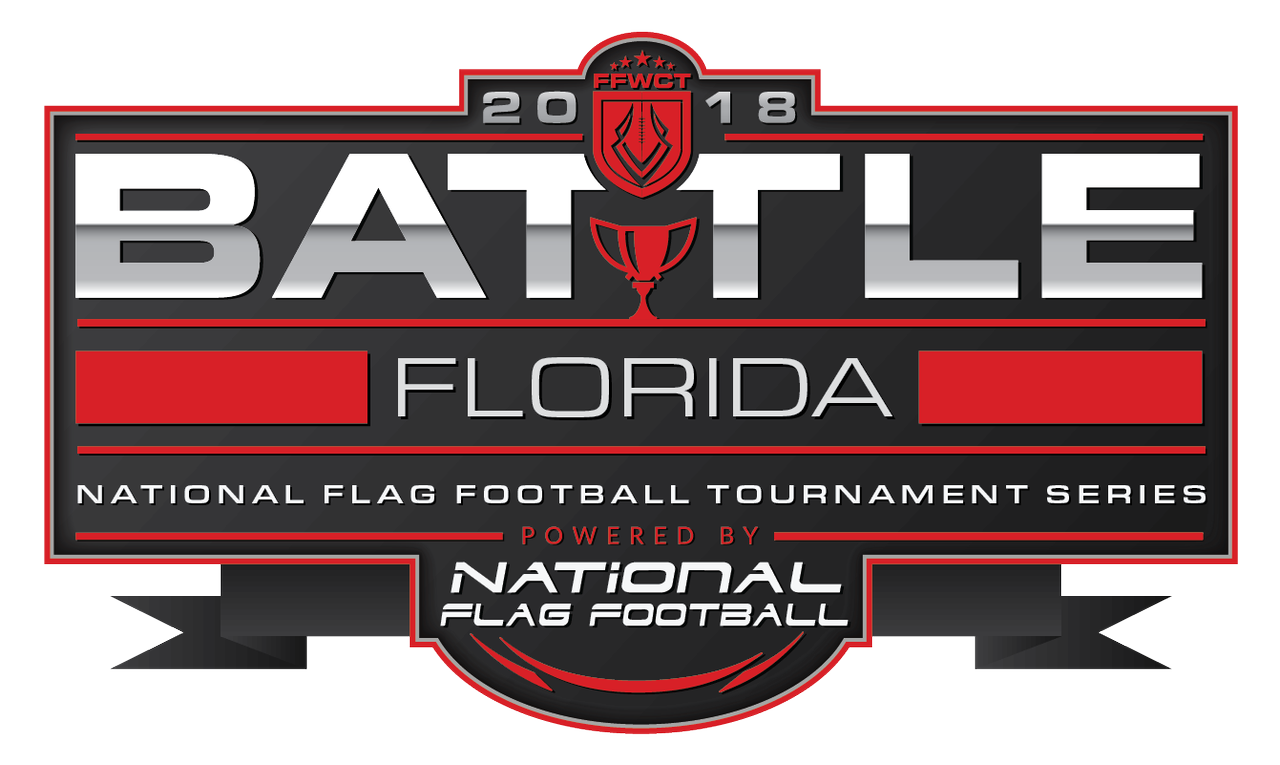 FFWCT
2018
BATTLE
FLORIDA
NATIONAL FLAG FOOTBALL TOURNAMENT SERIES
POWERED BY
NATiONAL
FLAG FOOTBALL